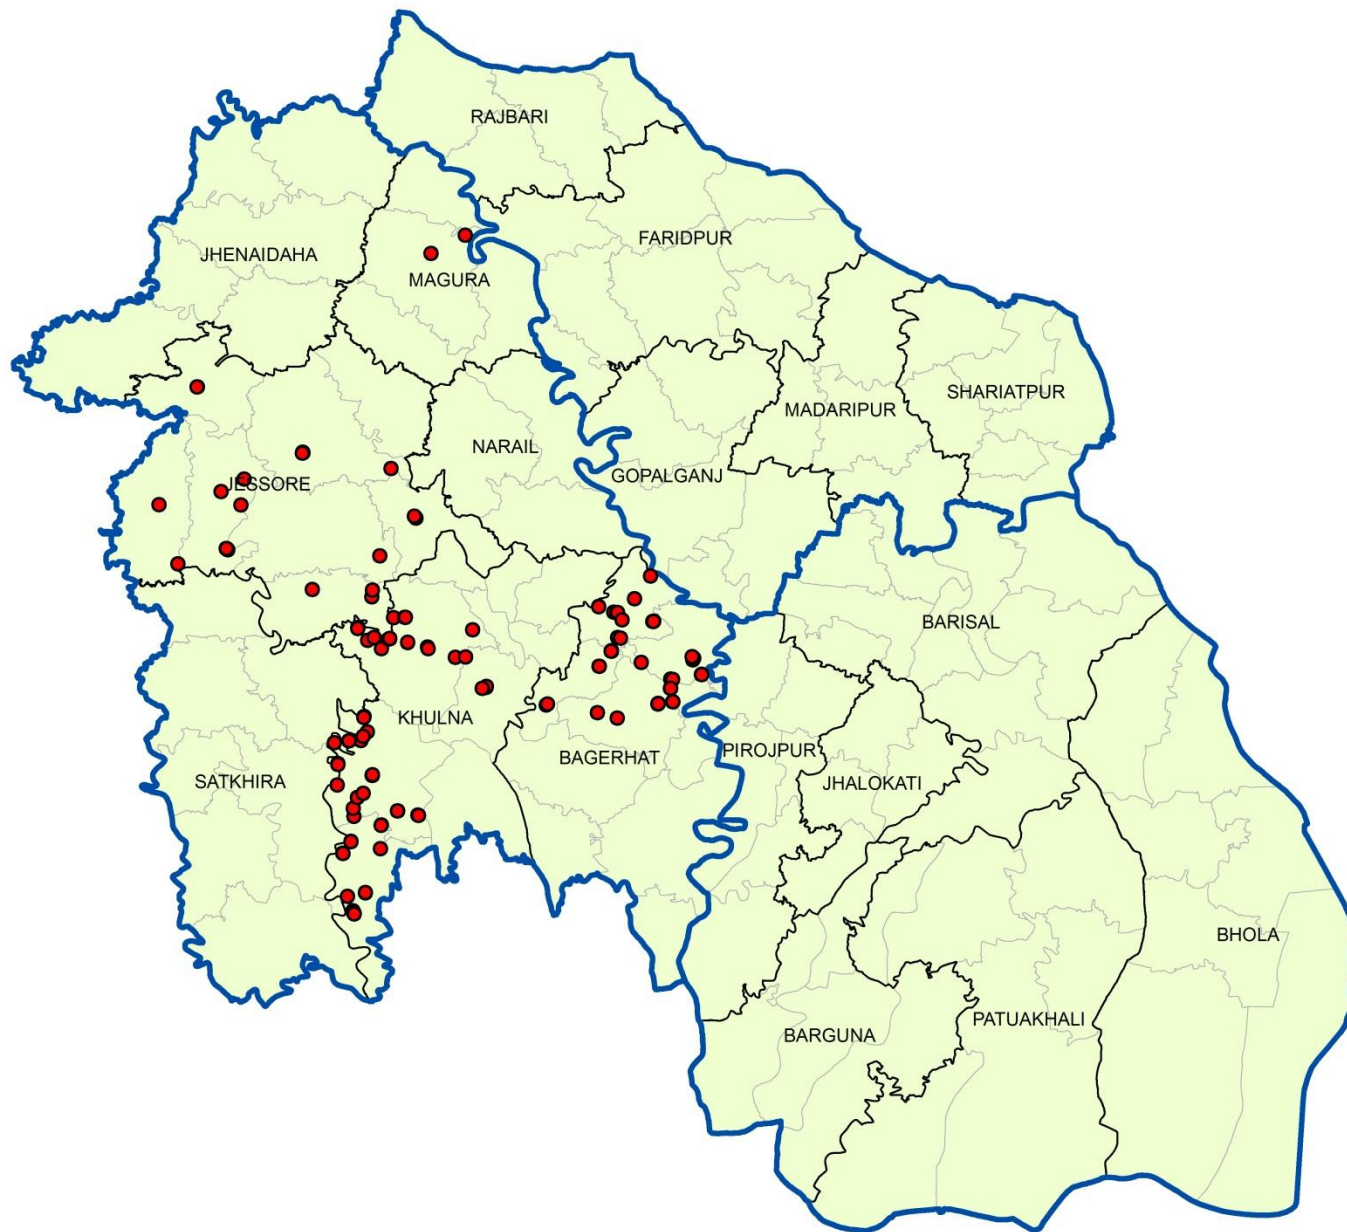 RAJBARI
FARIDPUR
JHENAIDAHA
MAGURA
SHARIATPUR
MADARIPUR
NARAIL
GOPALGANJ
JESSORE
BARISAL
KHULNA
PIROJPUR
BAGERHAT
SATKHIRA
JHALOKATI
BHOLA
PATUAKHALI
BARGUNA